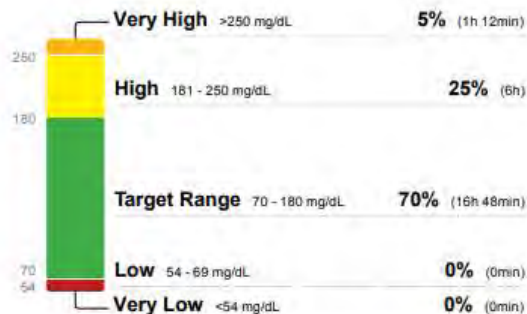 Very High >250 mg/dL 5% (1h 12min)
250
High 181 - 250 mg/dL 25% (6h)
180
Target Range 70 - 180 mg/dL 70% (16h 48min)
70
Low 54 - 69 mg/dL 0% (0min)
54
Very Low <54 mg/dL 0% (0min)